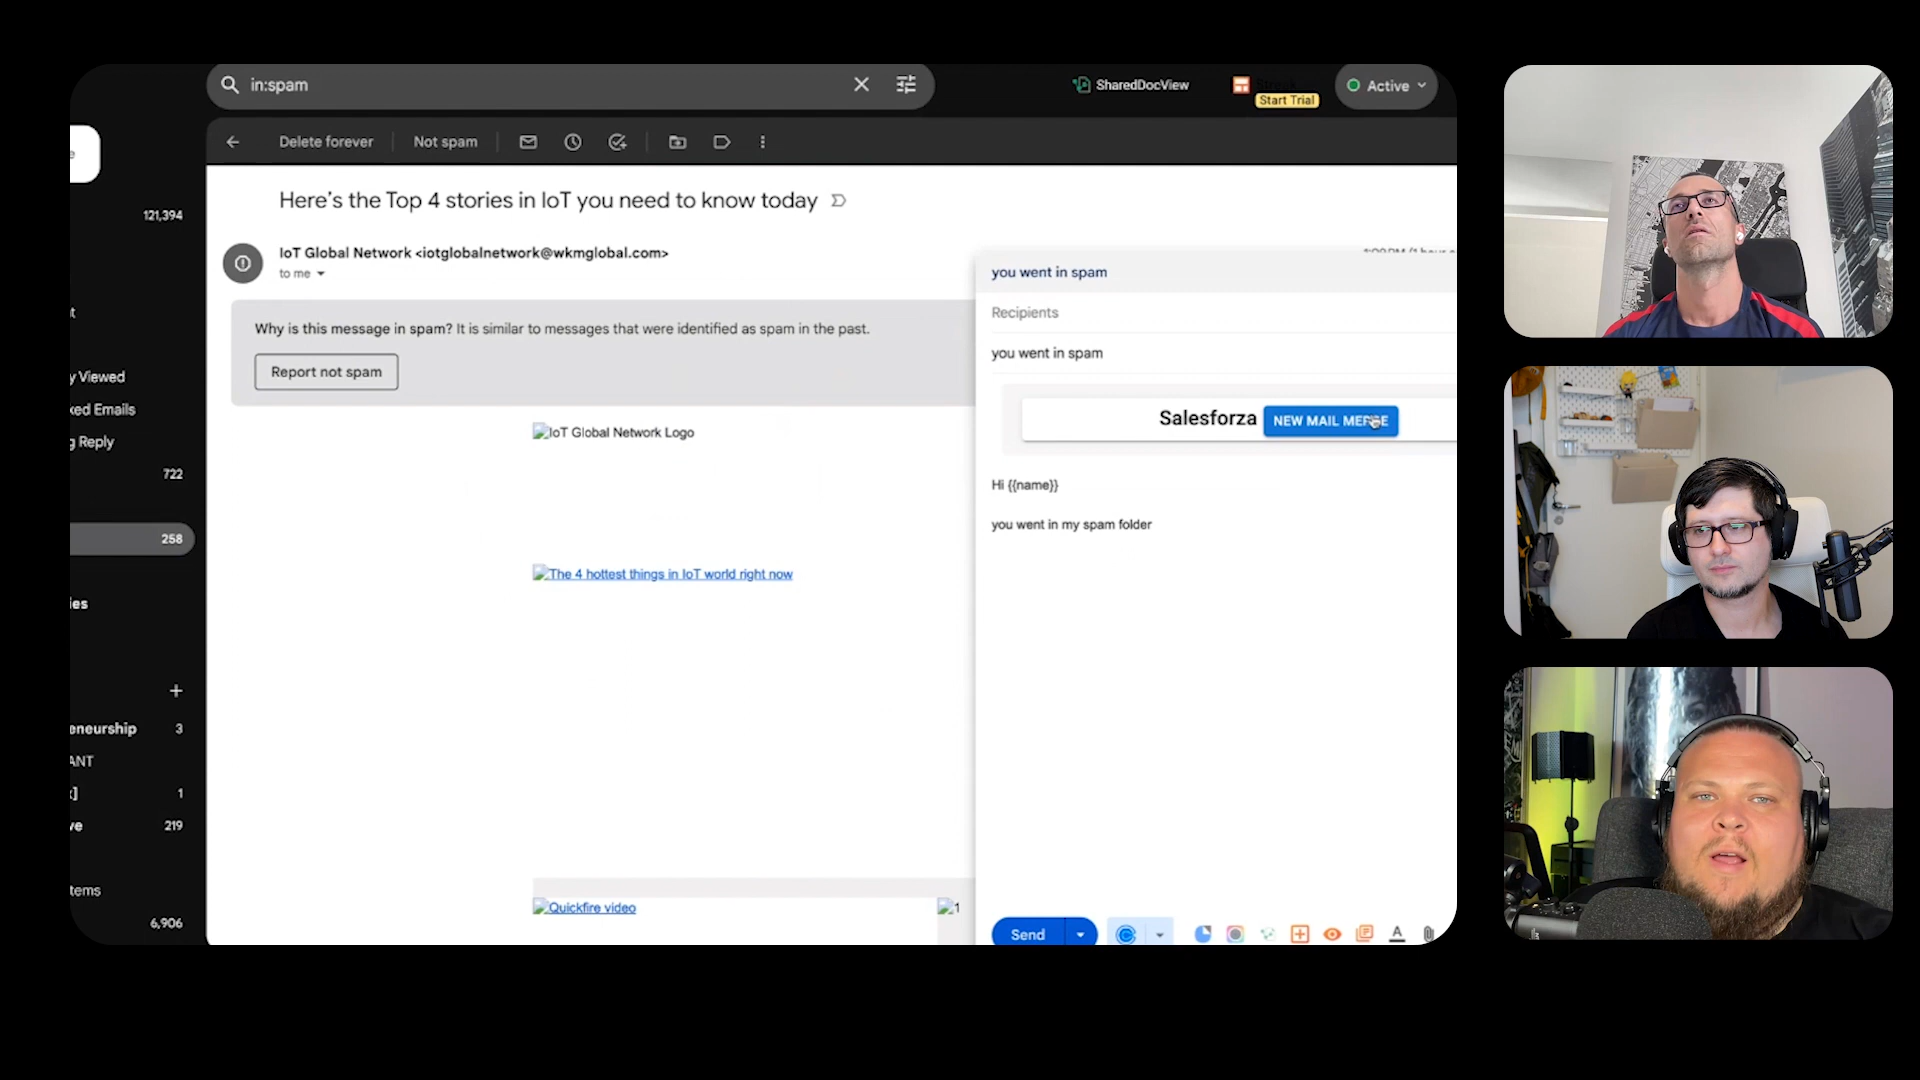 in:spam
SharedDocView
Start Trial
Active
e
Delete forever
Not spam
121,394
Here's the Top 4 stories in IoT you need to know today
IoT Global Network <iotglobalnetwork@wkmglobal.com>
to me
you went in spam
Recipients
Why is this message in spam? It is similar to messages that were identified as spam in the past.
Report not spam
you went in spam
Salesforza
NEW MAIL MERGE
Hi {{name}}
you went in my spam folder
t
y Viewed
ked Emails
g Reply
722
258
ies
eneurship 3
ANT
x] 1
ve 219
tems
6,906
IoT Global Network Logo
The 4 hottest things in IoT world right now
Quickfire video
1
Send